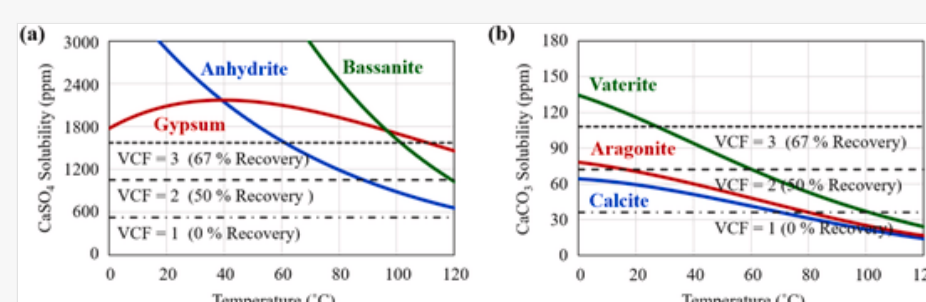 (a)
CaSO4 Solubility (ppm)
3000
2400
1800
1200
600
0
Anhydrite
Bassanite
Gypsum
VCF = 3 (67 % Recovery)
VCF = 2 (50 % Recovery )
VCF = 1 (0 % Recovery)
0 20 40 60 80 100 120
Temperature (°C)
(b)
CaCO3 Solubility (ppm)
180
150
120
90
60
30
0
Vaterite
Aragonite
Calcite
VCF = 3 (67 % Recovery)
VCF = 2 (50 % Recovery)
VCF = 1 (0 % Recovery)
0 20 40 60 80 100 12
Temperature (°C)